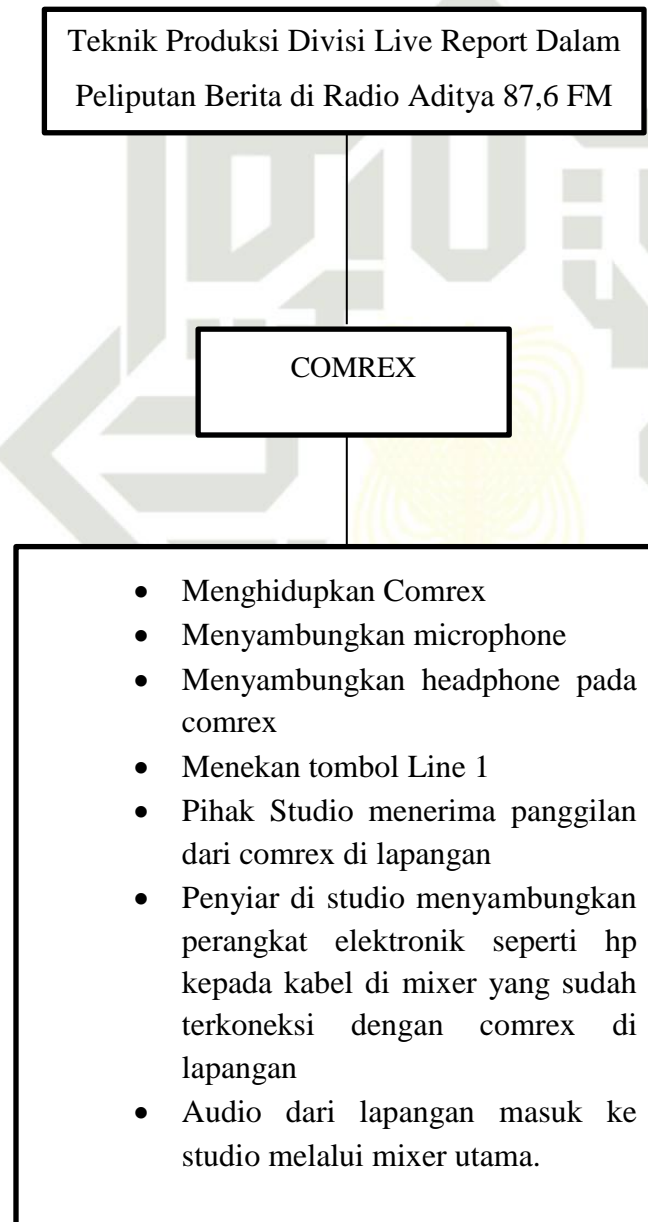 Teknik Produksi Divisi Live Report Dalam
Peliputan Berita di Radio Aditya 87,6 FM
COMREX
• Menghidupkan Comrex
• Menyambungkan microphone
• Menyambungkan headphone pada
comrex
• Menekan tombol Line 1
• Pihak Studio menerima panggilan
dari comrex di lapangan
• Penyiar di studio menyambungkan
perangkat elektronik seperti hp
kepada kabel di mixer yang sudah
terkoneksi dengan comrex di
lapangan
• Audio dari lapangan masuk ke
studio melalui mixer utama.